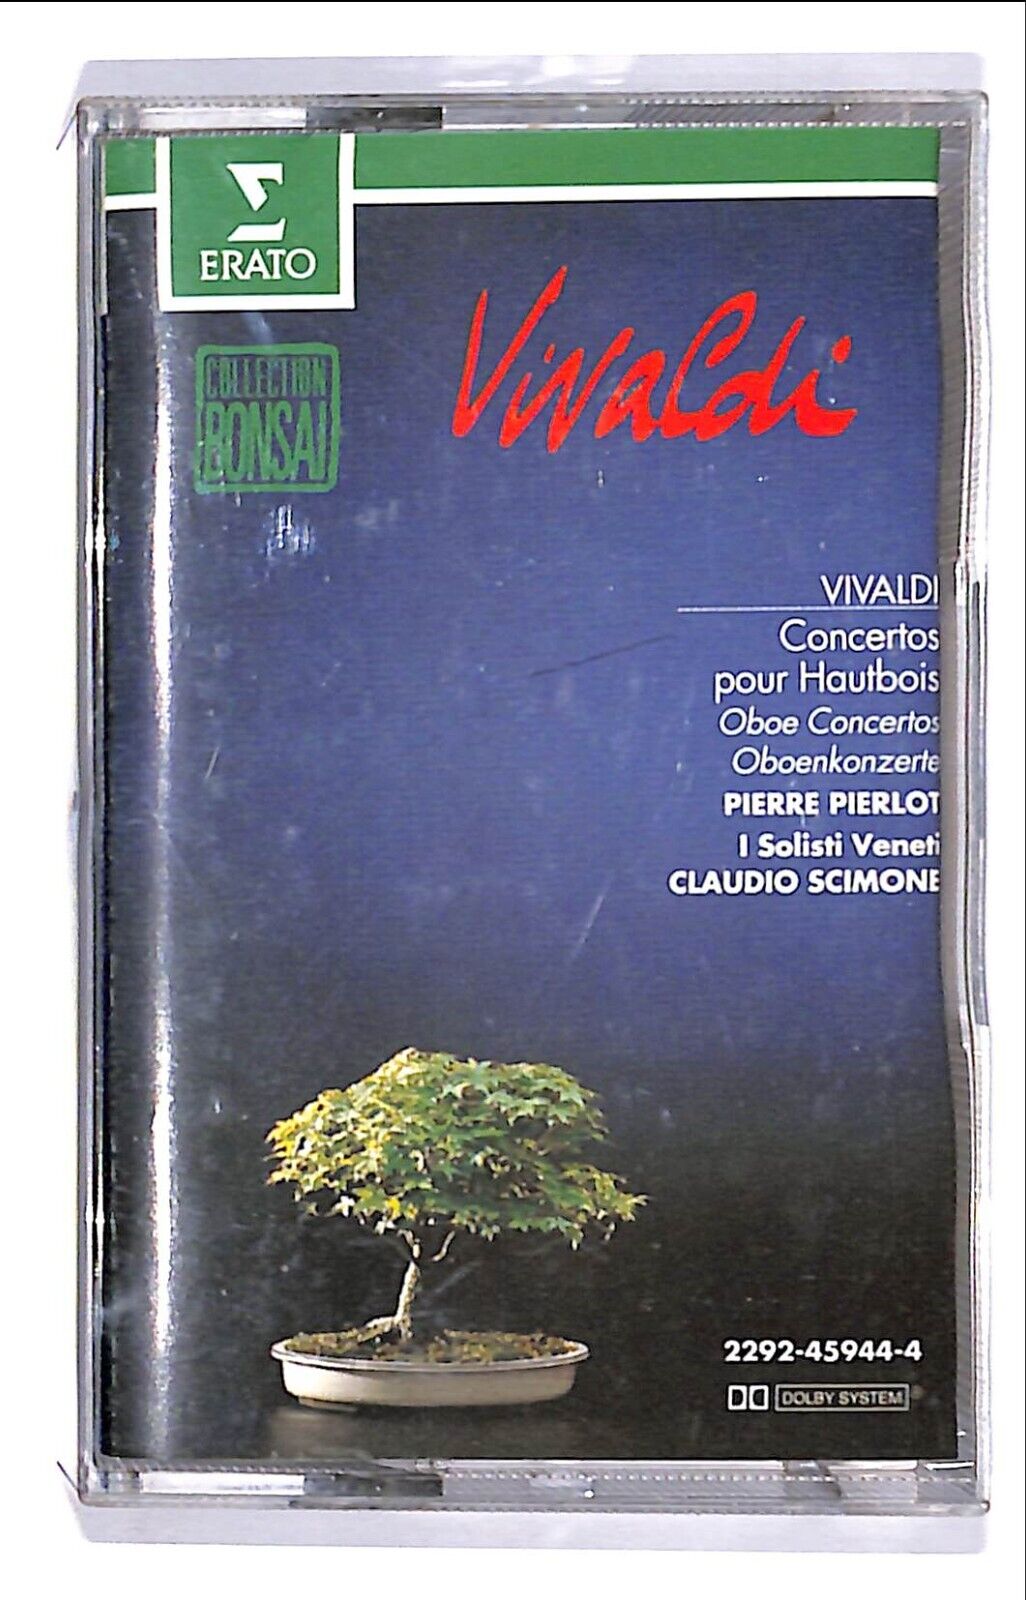 Σ
ERATO
COLLECTION
BONSAI
Vivaldi
VIVALDI
Concertos
pour Hautbois
Oboe Concertos
Oboenkonzerte
PIERRE PIERLOT
I Solisti Veneti
CLAUDIO SCIMONE
2292-45944-4
DOLBY SYSTEM